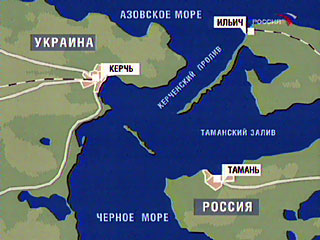 АЗОВСКОЕ МОРЕ
ИЛЬИЧ
РОССИЯ
УКРАИНА
КЕРЧЬ
КЕРЧЕНСКИЙ ПРОЛИВ
ТАМАНСКИЙ ЗАЛИВ
ТАМАНЬ
ЧЕРНОЕ МОРЕ
РОССИЯ